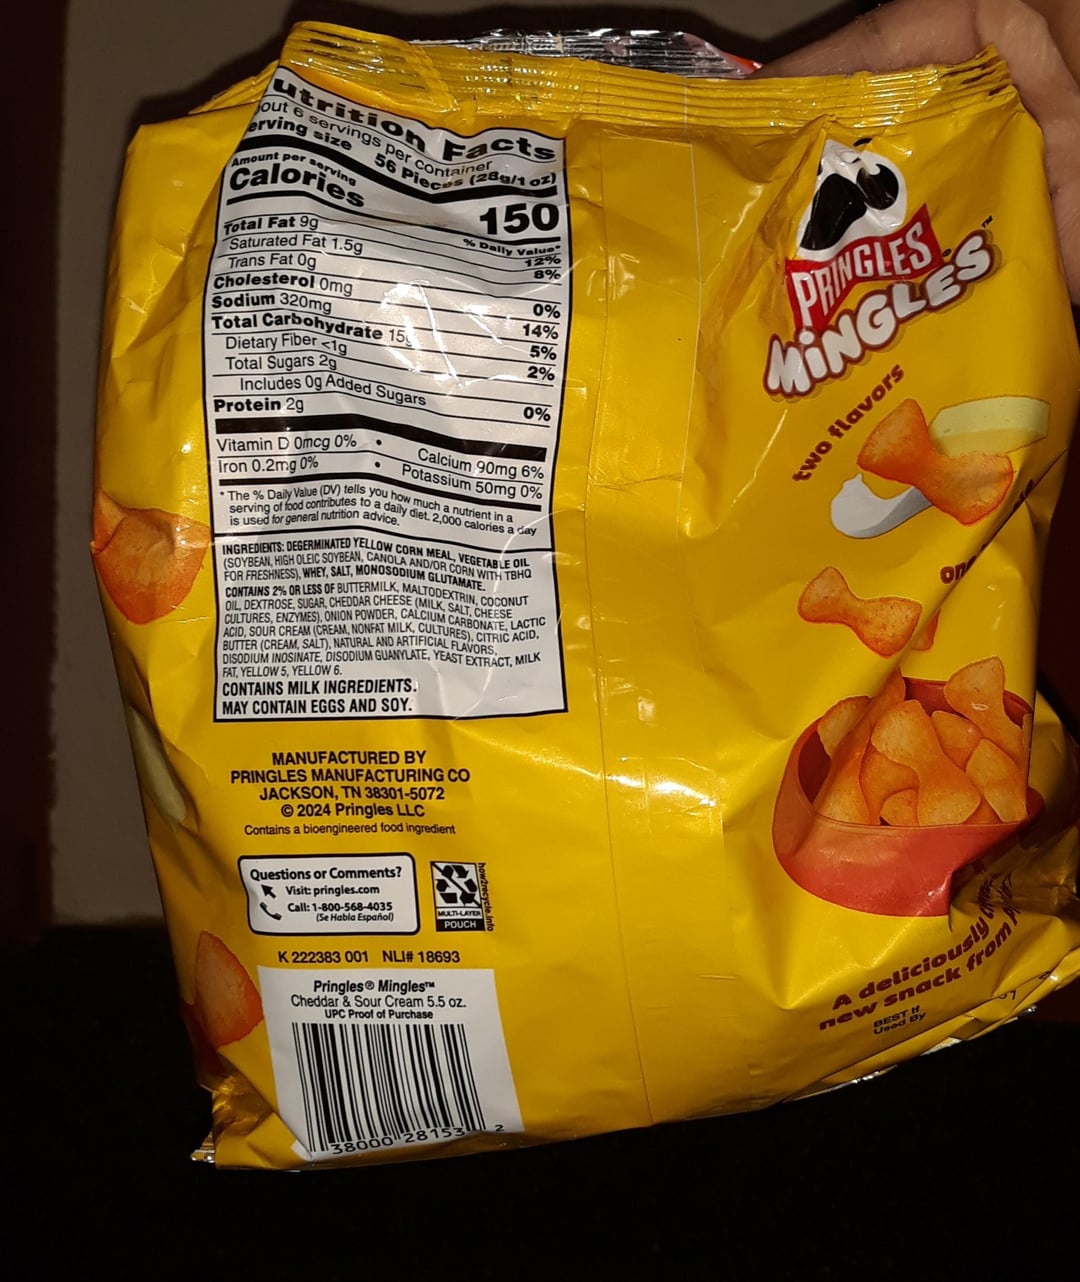 utrition Facts
out 6 servings per container
erving size 56 Pieces (28g/1 oz)
Amount per serving
Calories 150
% Daily Value*
Total Fat 9g 12%
Saturated Fat 1.5g 8%
Trans Fat 0g
Cholesterol 0mg 0%
Sodium 320mg 14%
Total Carbohydrate 15g 5%
Dietary Fiber <1g 2%
Total Sugars 2g
Includes 0g Added Sugars 0%
Protein 2g
Vitamin D 0mcg 0% • Calcium 90mg 6%
Iron 0.2mg 0% • Potassium 50mg 0%
* The % Daily Value (DV) tells you how much a nutrient in a
serving of food contributes to a daily diet. 2,000 calories a day
is used for general nutrition advice.
INGREDIENTS: DEGERMINATED YELLOW CORN MEAL, VEGETABLE OIL
(SOYBEAN, HIGH OLEIC SOYBEAN, CANOLA AND/OR CORN WITH TBHQ
FOR FRESHNESS), WHEY, SALT, MONOSODIUM GLUTAMATE.
CONTAINS 2% OR LESS OF BUTTERMILK, MALTODEXTRIN, COCONUT
OIL, DEXTROSE, SUGAR, CHEDDAR CHEESE (MILK, SALT, CHEESE
CULTURES, ENZYMES), ONION POWDER, CALCIUM CARBONATE, LACTIC
ACID, SOUR CREAM (CREAM, NONFAT MILK, CULTURES), CITRIC ACID,
BUTTER (CREAM, SALT), NATURAL AND ARTIFICIAL FLAVORS,
DISODIUM INOSINATE, DISODIUM GUANYLATE, YEAST EXTRACT, MILK
FAT, YELLOW 5, YELLOW 6.
CONTAINS MILK INGREDIENTS.
MAY CONTAIN EGGS AND SOY.
MANUFACTURED BY
PRINGLES MANUFACTURING CO
JACKSON, TN 38301-5072
© 2024 Pringles LLC
Contains a bioengineered food ingredient
Questions or Comments?
Visit: pringles.com
Call: 1-800-568-4035
(Se Habla Español)
MULTI-LAYER
POUCH
how2recycle.info
K 222383 001 NLI# 18693
Pringles® Mingles™
Cheddar & Sour Cream 5.5 oz.
UPC Proof of Purchase
38000 28153 2
PRINGLES®
MiNGLES™
two flavors
A deliciously
new snack from
BEST If
Used By